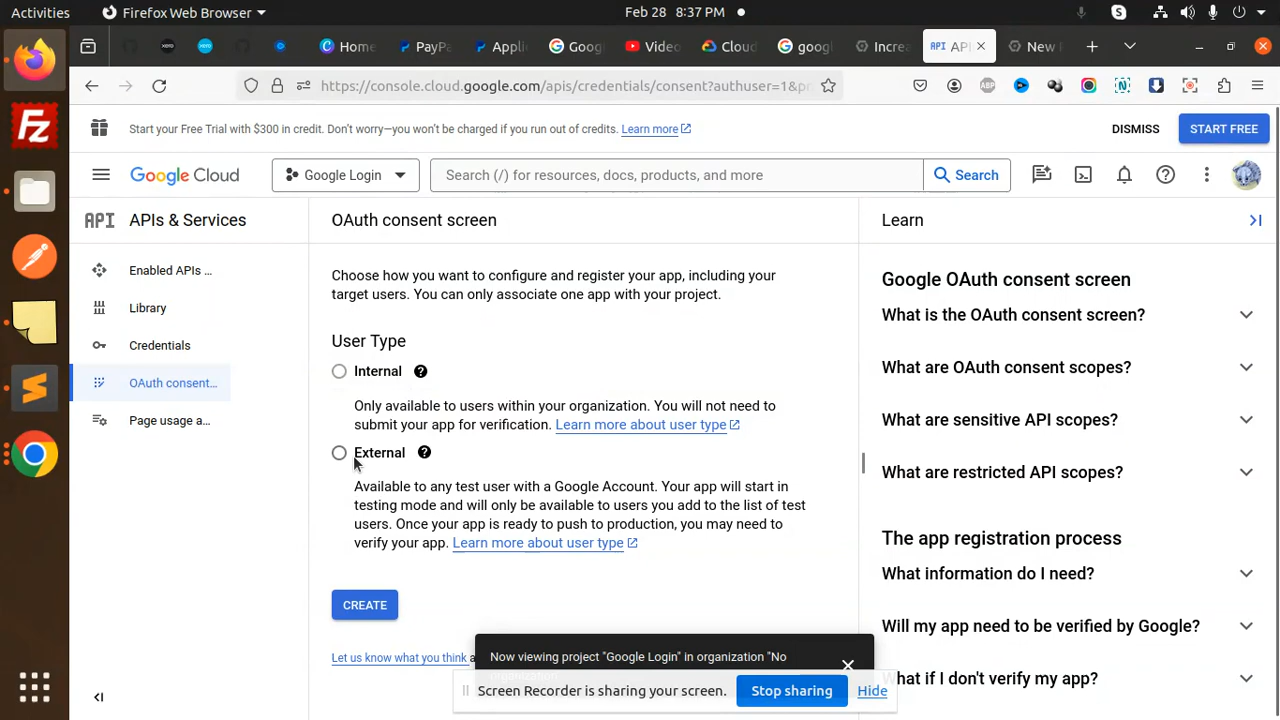 Activities
Firefox Web Browser
Feb 28 8:37 PM
Home
PayPa
Applic
Goog
Video
Cloud
googl
Increa
API API
New
https://console.cloud.google.com/apis/credentials/consent?authuser=1&pr
Start your Free Trial with $300 in credit. Don't worry—you won't be charged if you run out of credits. Learn more
DISMISS
START FREE
Google Cloud
Google Login
Search (/) for resources, docs, products, and more
Search
API APIs & Services
Enabled APIs ...
Library
Credentials
OAuth consent...
Page usage a...
OAuth consent screen
Choose how you want to configure and register your app, including your
target users. You can only associate one app with your project.
User Type
Internal
Only available to users within your organization. You will not need to
submit your app for verification. Learn more about user type
External
Available to any test user with a Google Account. Your app will start in
testing mode and will only be available to users you add to the list of test
users. Once your app is ready to push to production, you may need to
verify your app. Learn more about user type
CREATE
Let us know what you think
Learn
Google OAuth consent screen
What is the OAuth consent screen?
What are OAuth consent scopes?
What are sensitive API scopes?
What are restricted API scopes?
The app registration process
What information do I need?
Will my app need to be verified by Google?
What if I don't verify my app?
Now viewing project "Google Login" in organization "No
organization
Screen Recorder is sharing your screen.
Stop sharing
Hide